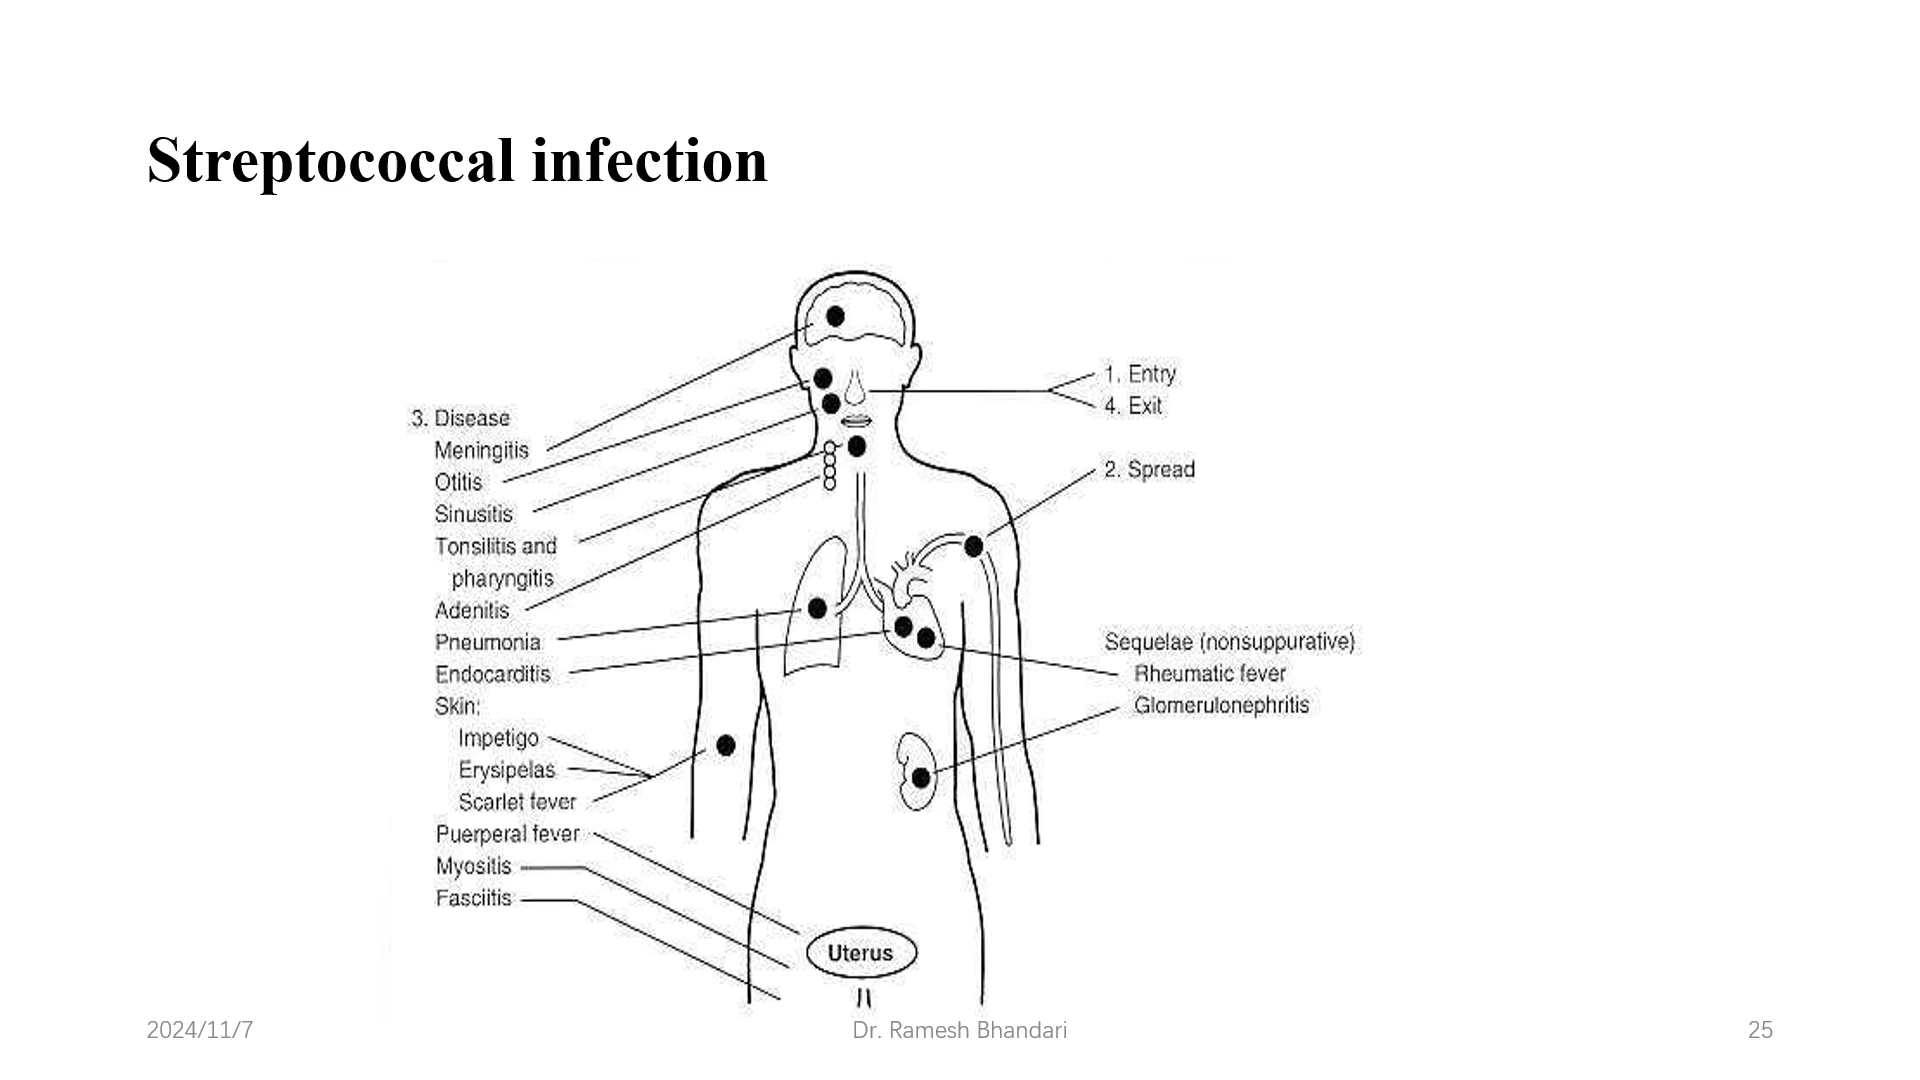 Streptococcal infection
1. Entry
4. Exit
3. Disease
Meningitis
Otitis
Sinusitis
Tonsilitis and
pharyngitis
Adenitis
Pneumonia
Endocarditis
Skin:
Impetigo
Erysipelas
Scarlet fever
Puerperal fever
Myositis
Fasciitis
2. Spread
Sequelae (nonsuppurative)
Rheumatic fever
Glomerulonephritis
Uterus
2024/11/7
Dr. Ramesh Bhandari
25